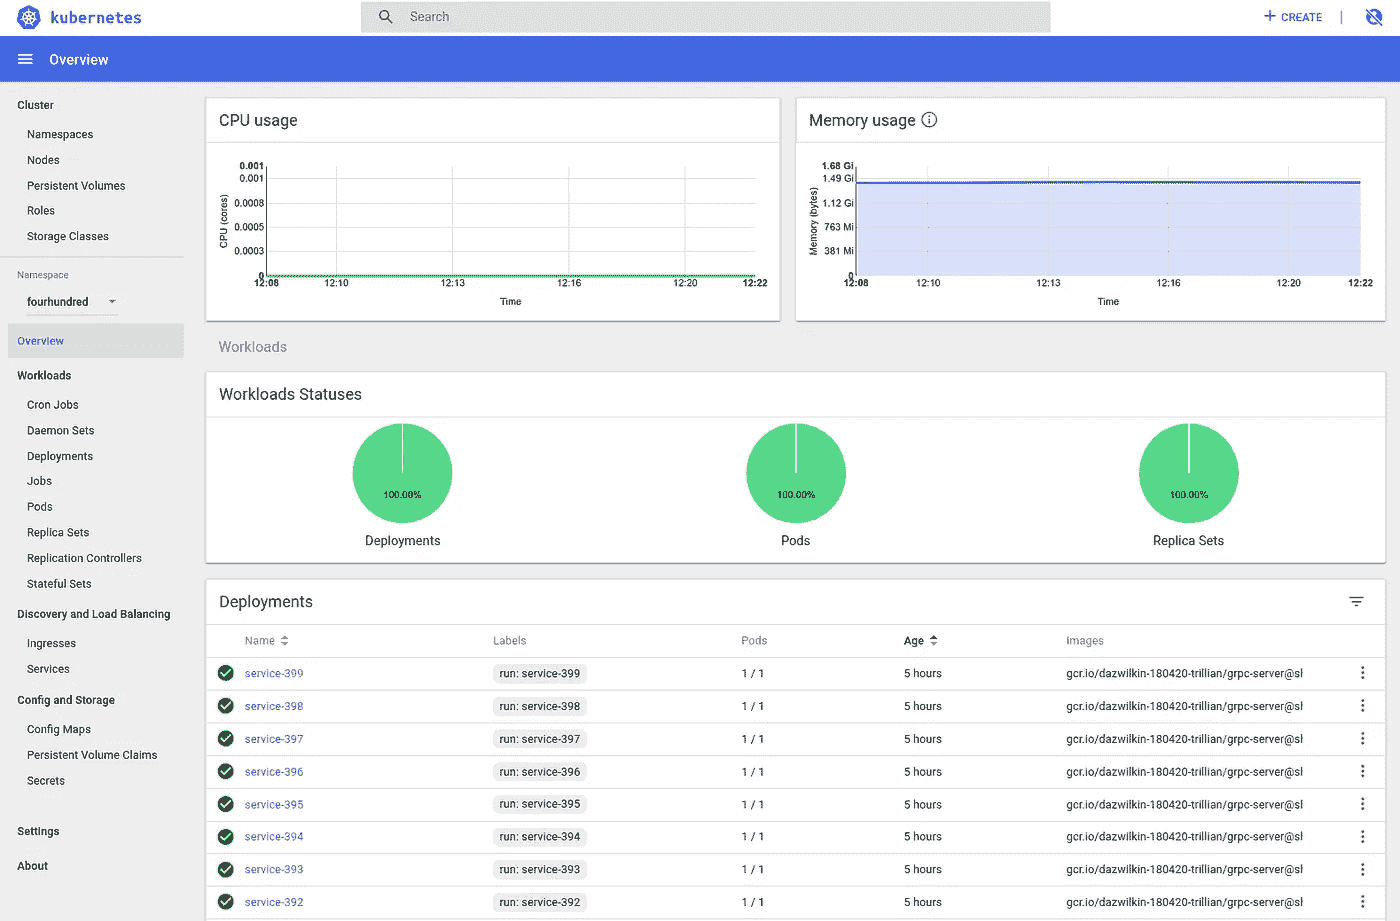 kubernetes
Search
+ CREATE
Overview
Cluster
Namespaces
Nodes
Persistent Volumes
Roles
Storage Classes
Namespace
fourhundred
Overview
Workloads
Cron Jobs
Daemon Sets
Deployments
Jobs
Pods
Replica Sets
Replication Controllers
Stateful Sets
Discovery and Load Balancing
Ingresses
Services
Config and Storage
Config Maps
Persistent Volume Claims
Secrets
Settings
About
CPU usage
CPU (cores)
0.001
0.001
0.0008
0.0005
0.0003
0
12:08 12:10 12:13 12:16 12:20 12:22
Time
Memory usage
Memory (bytes)
1.68 Gi
1.49 Gi
1.12 Gi
763 Mi
381 Mi
0
12:08 12:10 12:13 12:16 12:20 12:22
Time
Workloads
Workloads Statuses
100.00% 100.00% 100.00%
Deployments Pods Replica Sets
Deployments
Name Labels Pods Age Images
service-399 run: service-399 1 / 1 5 hours gcr.io/dazwilkin-180420-trillian/grpc-server@sl
service-398 run: service-398 1 / 1 5 hours gcr.io/dazwilkin-180420-trillian/grpc-server@sl
service-397 run: service-397 1 / 1 5 hours gcr.io/dazwilkin-180420-trillian/grpc-server@sl
service-396 run: service-396 1 / 1 5 hours gcr.io/dazwilkin-180420-trillian/grpc-server@sl
service-395 run: service-395 1 / 1 5 hours gcr.io/dazwilkin-180420-trillian/grpc-server@sl
service-394 run: service-394 1 / 1 5 hours gcr.io/dazwilkin-180420-trillian/grpc-server@sl
service-393 run: service-393 1 / 1 5 hours gcr.io/dazwilkin-180420-trillian/grpc-server@sl
service-392 run: service-392 1 / 1 5 hours gcr.io/dazwilkin-180420-trillian/grpc-server@sl